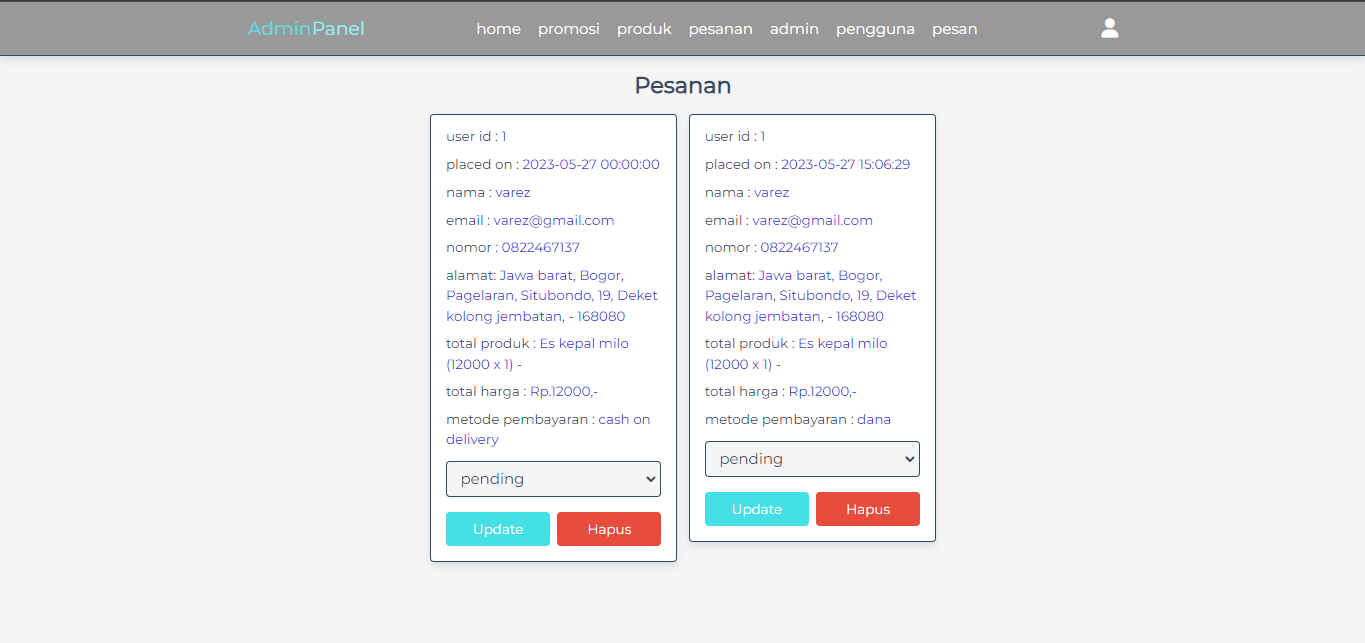 AdminPanel
home promosi produk pesanan admin pengguna pesan
Pesanan
user id : 1
placed on : 2023-05-27 00:00:00
nama : varez
email : varez@gmail.com
nomor : 0822467137
alamat: Jawa barat, Bogor,
Pagelaran, Situbondo, 19, Deket
kolong jembatan, - 168080
total produk : Es kepal milo
(12000 x 1) -
total harga : Rp.12000,-
metode pembayaran : cash on
delivery
pending
Update Hapus
user id : 1
placed on : 2023-05-27 15:06:29
nama : varez
email : varez@gmail.com
nomor : 0822467137
alamat: Jawa barat, Bogor,
Pagelaran, Situbondo, 19, Deket
kolong jembatan, - 168080
total produk : Es kepal milo
(12000 x 1) -
total harga : Rp.12000,-
metode pembayaran : dana
pending
Update Hapus